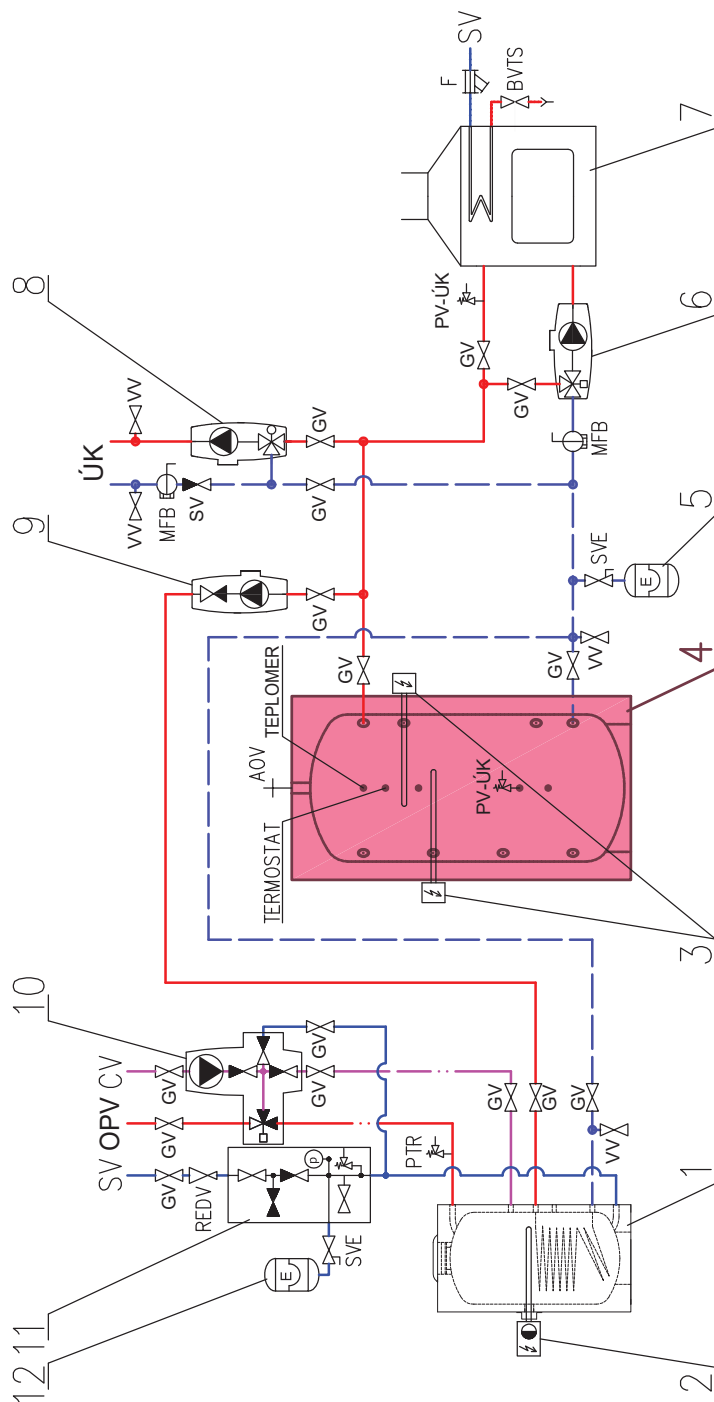 12
11
10
9
8
SV
OPV
CV
ÚK
VV
VV
GV
GV
GV
MFB
REDV
SV
AOV
TERMOSTAT
TEPLOMER
E
p
GV
GV
GV
GV
GV
SVE
GV
PTR
PV-ÚK
F
SV
GV
PV-ÚK
BVTS
GV
GV
GV
GV
GV
VV
VV
SVE
MFB
E
2
1
3
4
5
6
7